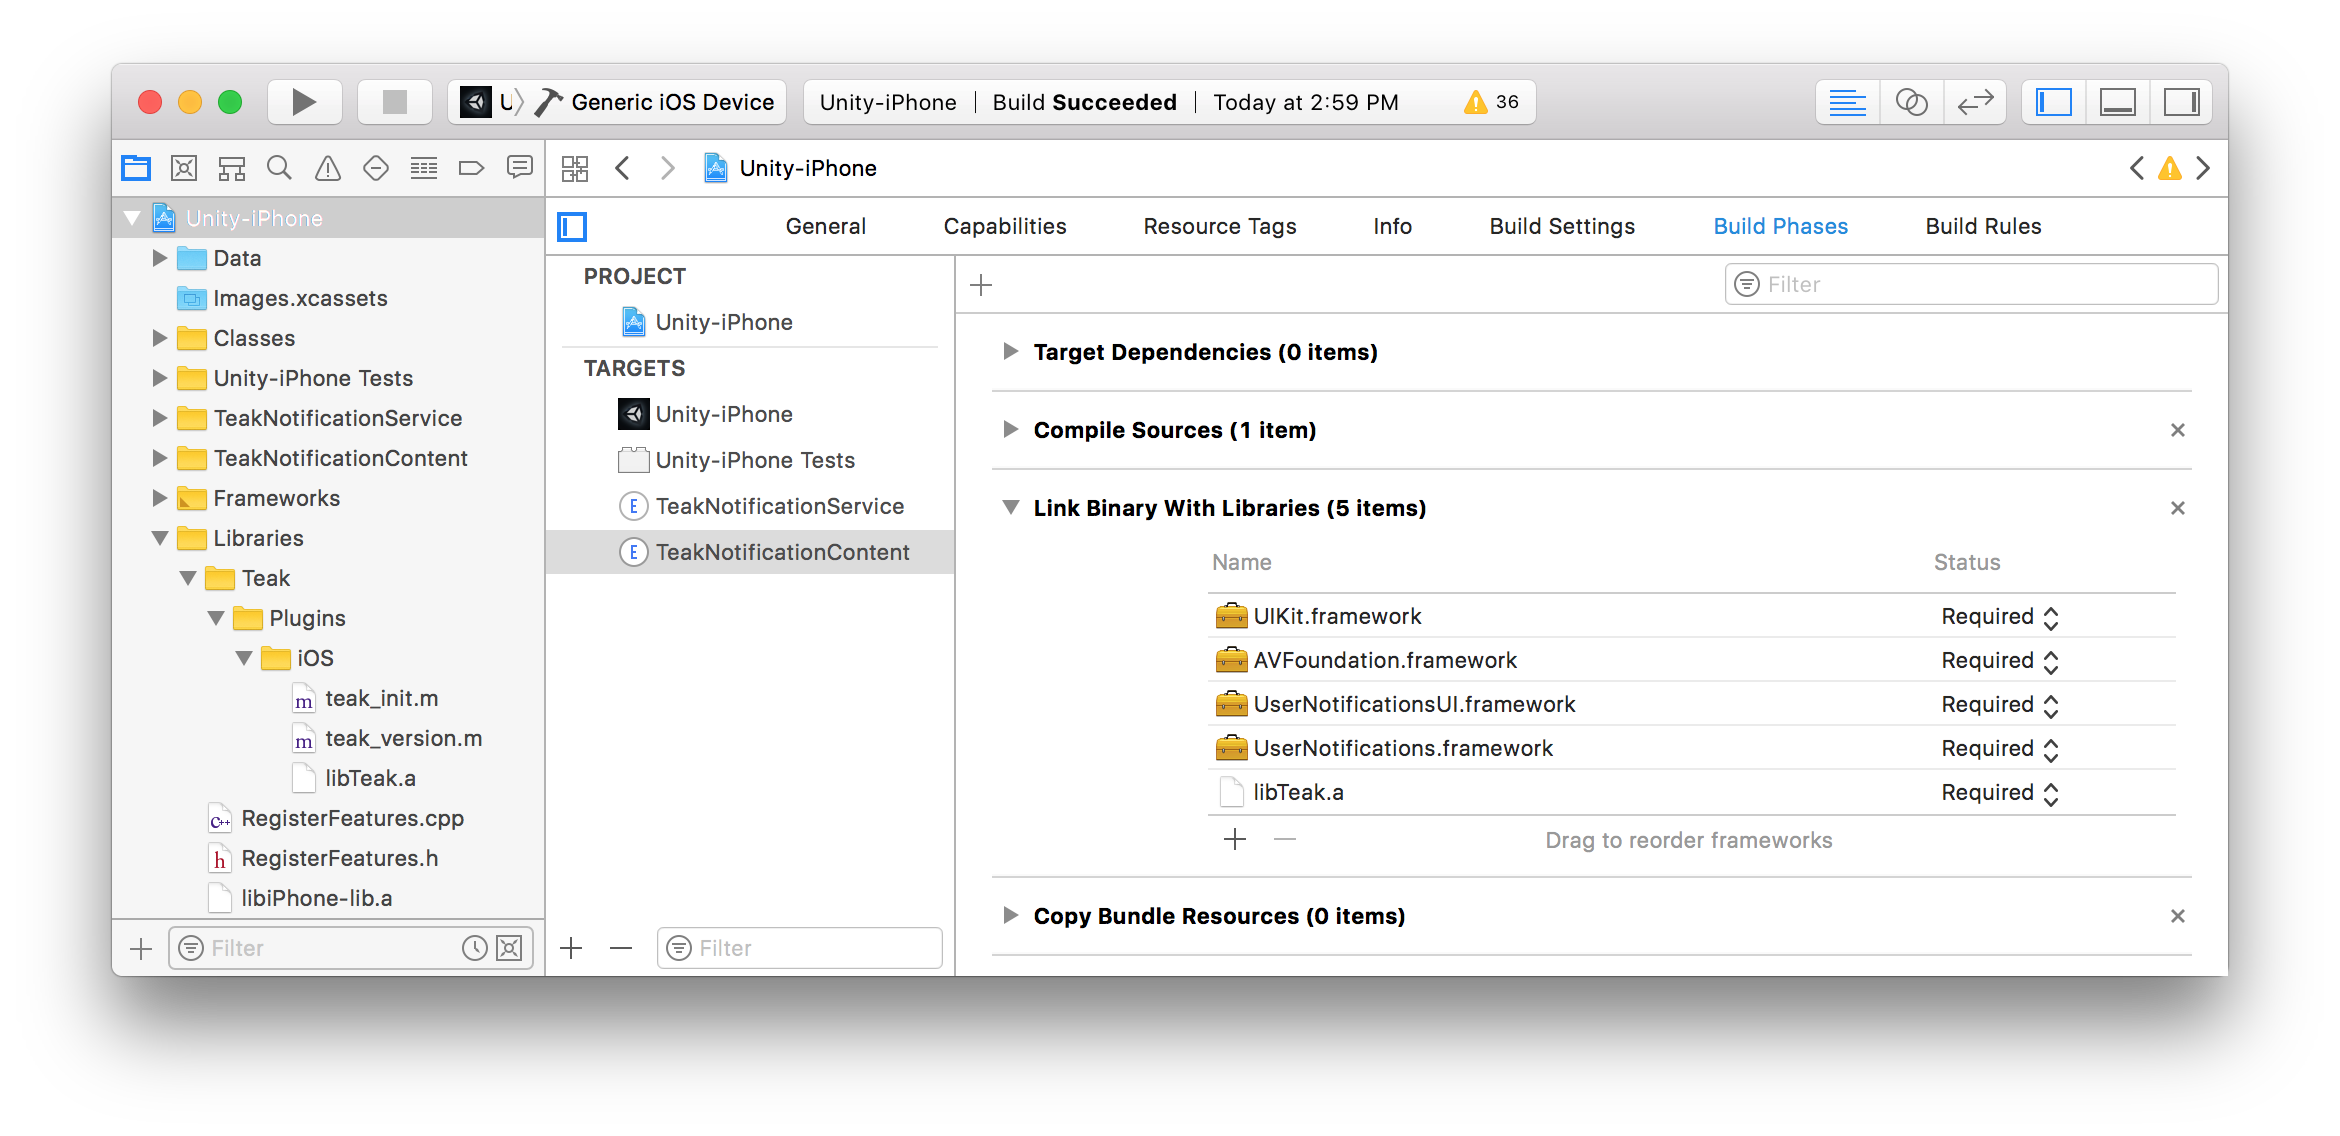 U Generic iOS Device
Unity-iPhone | Build Succeeded | Today at 2:59 PM 36
Unity-iPhone
Unity-iPhone
Data
Images.xcassets
Classes
Unity-iPhone Tests
TeakNotificationService
TeakNotificationContent
Frameworks
Libraries
Teak
Plugins
iOS
m teak_init.m
m teak_version.m
libTeak.a
C++ RegisterFeatures.cpp
h RegisterFeatures.h
libiPhone-lib.a
Filter
General Capabilities Resource Tags Info Build Settings Build Phases Build Rules
PROJECT
Unity-iPhone
TARGETS
Unity-iPhone
Unity-iPhone Tests
E TeakNotificationService
E TeakNotificationContent
Filter
Filter
Target Dependencies (0 items)
Compile Sources (1 item)
Link Binary With Libraries (5 items)
Name Status
UIKit.framework Required
AVFoundation.framework Required
UserNotificationsUI.framework Required
UserNotifications.framework Required
libTeak.a Required
Drag to reorder frameworks
Copy Bundle Resources (0 items)